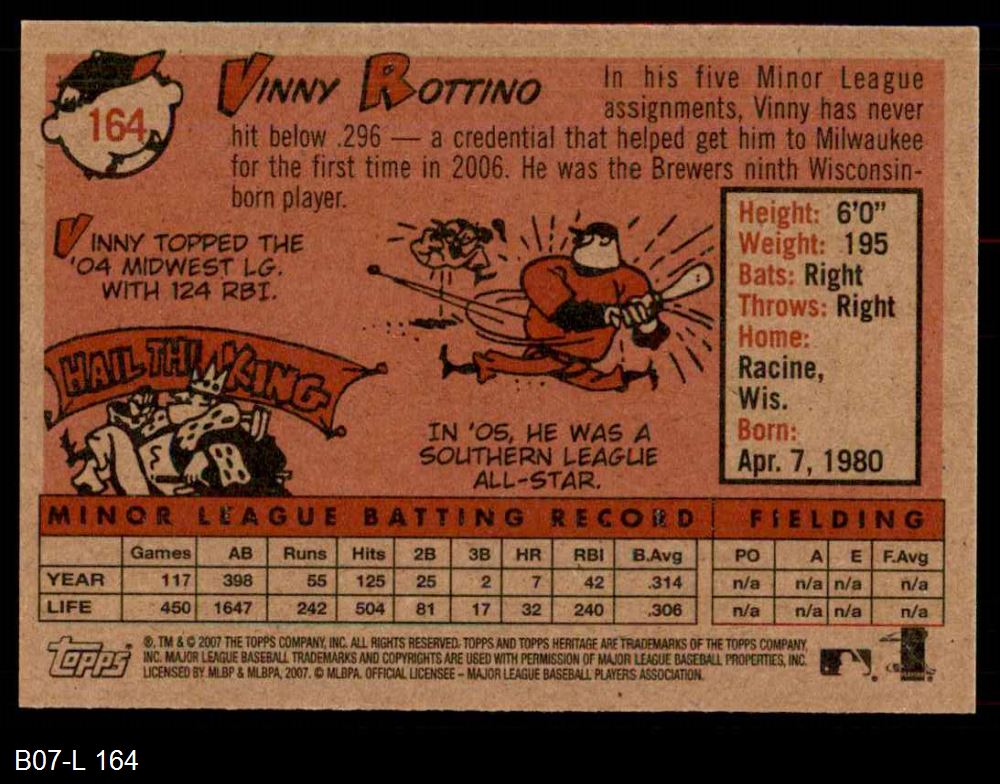 164
VINNY ROTTINO
In his five Minor League
assignments, Vinny has never
hit below .296 — a credential that helped get him to Milwaukee
for the first time in 2006. He was the Brewers ninth Wisconsin-
born player.
VINNY TOPPED THE
'04 MIDWEST LG.
WITH 124 RBI.
HAIL THE KING
IN '05, HE WAS A
SOUTHERN LEAGUE
ALL-STAR.
Height: 6'0"
Weight: 195
Bats: Right
Throws: Right
Home:
Racine,
Wis.
Born:
Apr. 7, 1980
MINOR LEAGUE BATTING RECORD FIELDING
Games AB Runs Hits 2B 3B HR RBI B.Avg PO A E F.Avg
YEAR 117 398 55 125 25 2 7 42 .314 n/a n/a n/a n/a
LIFE 450 1647 242 504 81 17 32 240 .306 n/a n/a n/a n/a
Topps
®, TM & © 2007 THE TOPPS COMPANY, INC. ALL RIGHTS RESERVED. TOPPS AND TOPPS HERITAGE ARE TRADEMARKS OF THE TOPPS COMPANY,
INC. MAJOR LEAGUE BASEBALL TRADEMARKS AND COPYRIGHTS ARE USED WITH PERMISSION OF MAJOR LEAGUE BASEBALL PROPERTIES, INC.
LICENSED BY MLBP & MLBPA, 2007. © MLBPA. OFFICIAL LICENSEE – MAJOR LEAGUE BASEBALL PLAYERS ASSOCIATION.
B07-L 164